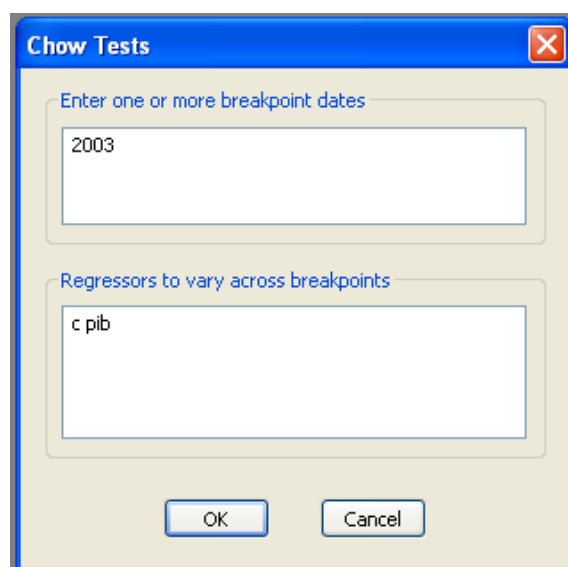 Chow Tests
Enter one or more breakpoint dates
2003
Regressors to vary across breakpoints
c pib
OK
Cancel